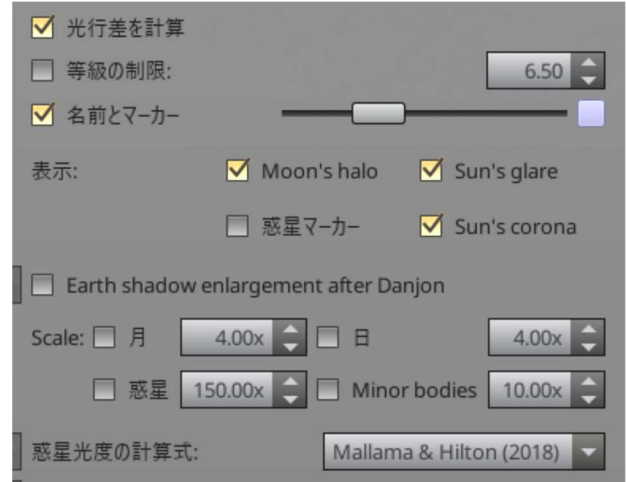 光行差を計算
等級の制限: 6.50
名前とマーカー
表示: Moon's halo Sun's glare
惑星マーカー Sun's corona
Earth shadow enlargement after Danjon
Scale: 月 4.00x 日 4.00x
惑星 150.00x Minor bodies 10.00x
惑星光度の計算式: Mallama & Hilton (2018)